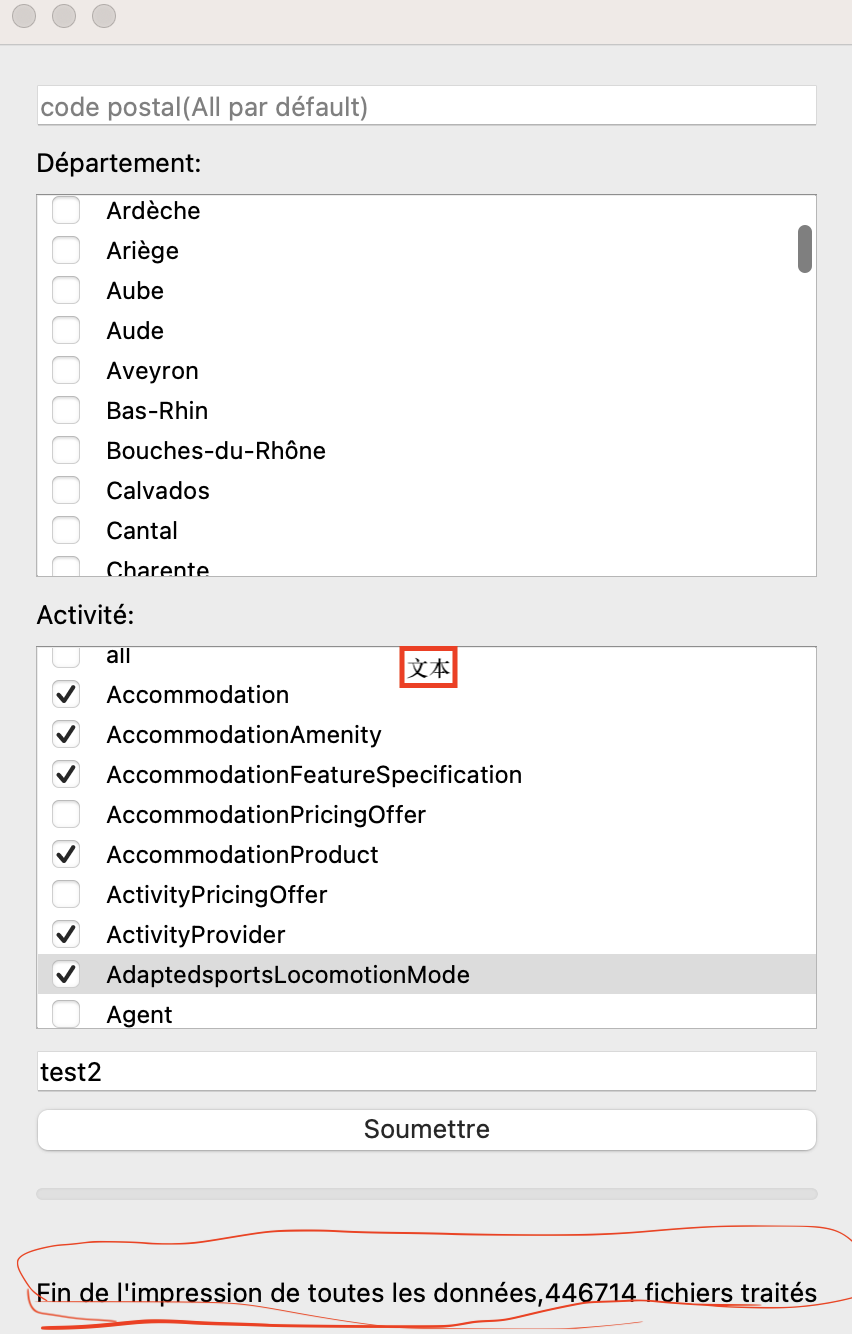 code postal(All par défaut)
Département:
Ardèche
Ariège
Aube
Aude
Aveyron
Bas-Rhin
Bouches-du-Rhône
Calvados
Cantal
Charente
Activité:
all
文本
Accommodation
AccommodationAmenity
AccommodationFeatureSpecification
AccommodationPricingOffer
AccommodationProduct
ActivityPricingOffer
ActivityProvider
AdaptedsportsLocomotionMode
Agent
test2
Soumettre
Fin de l'impression de toutes les données,446714 fichiers traités